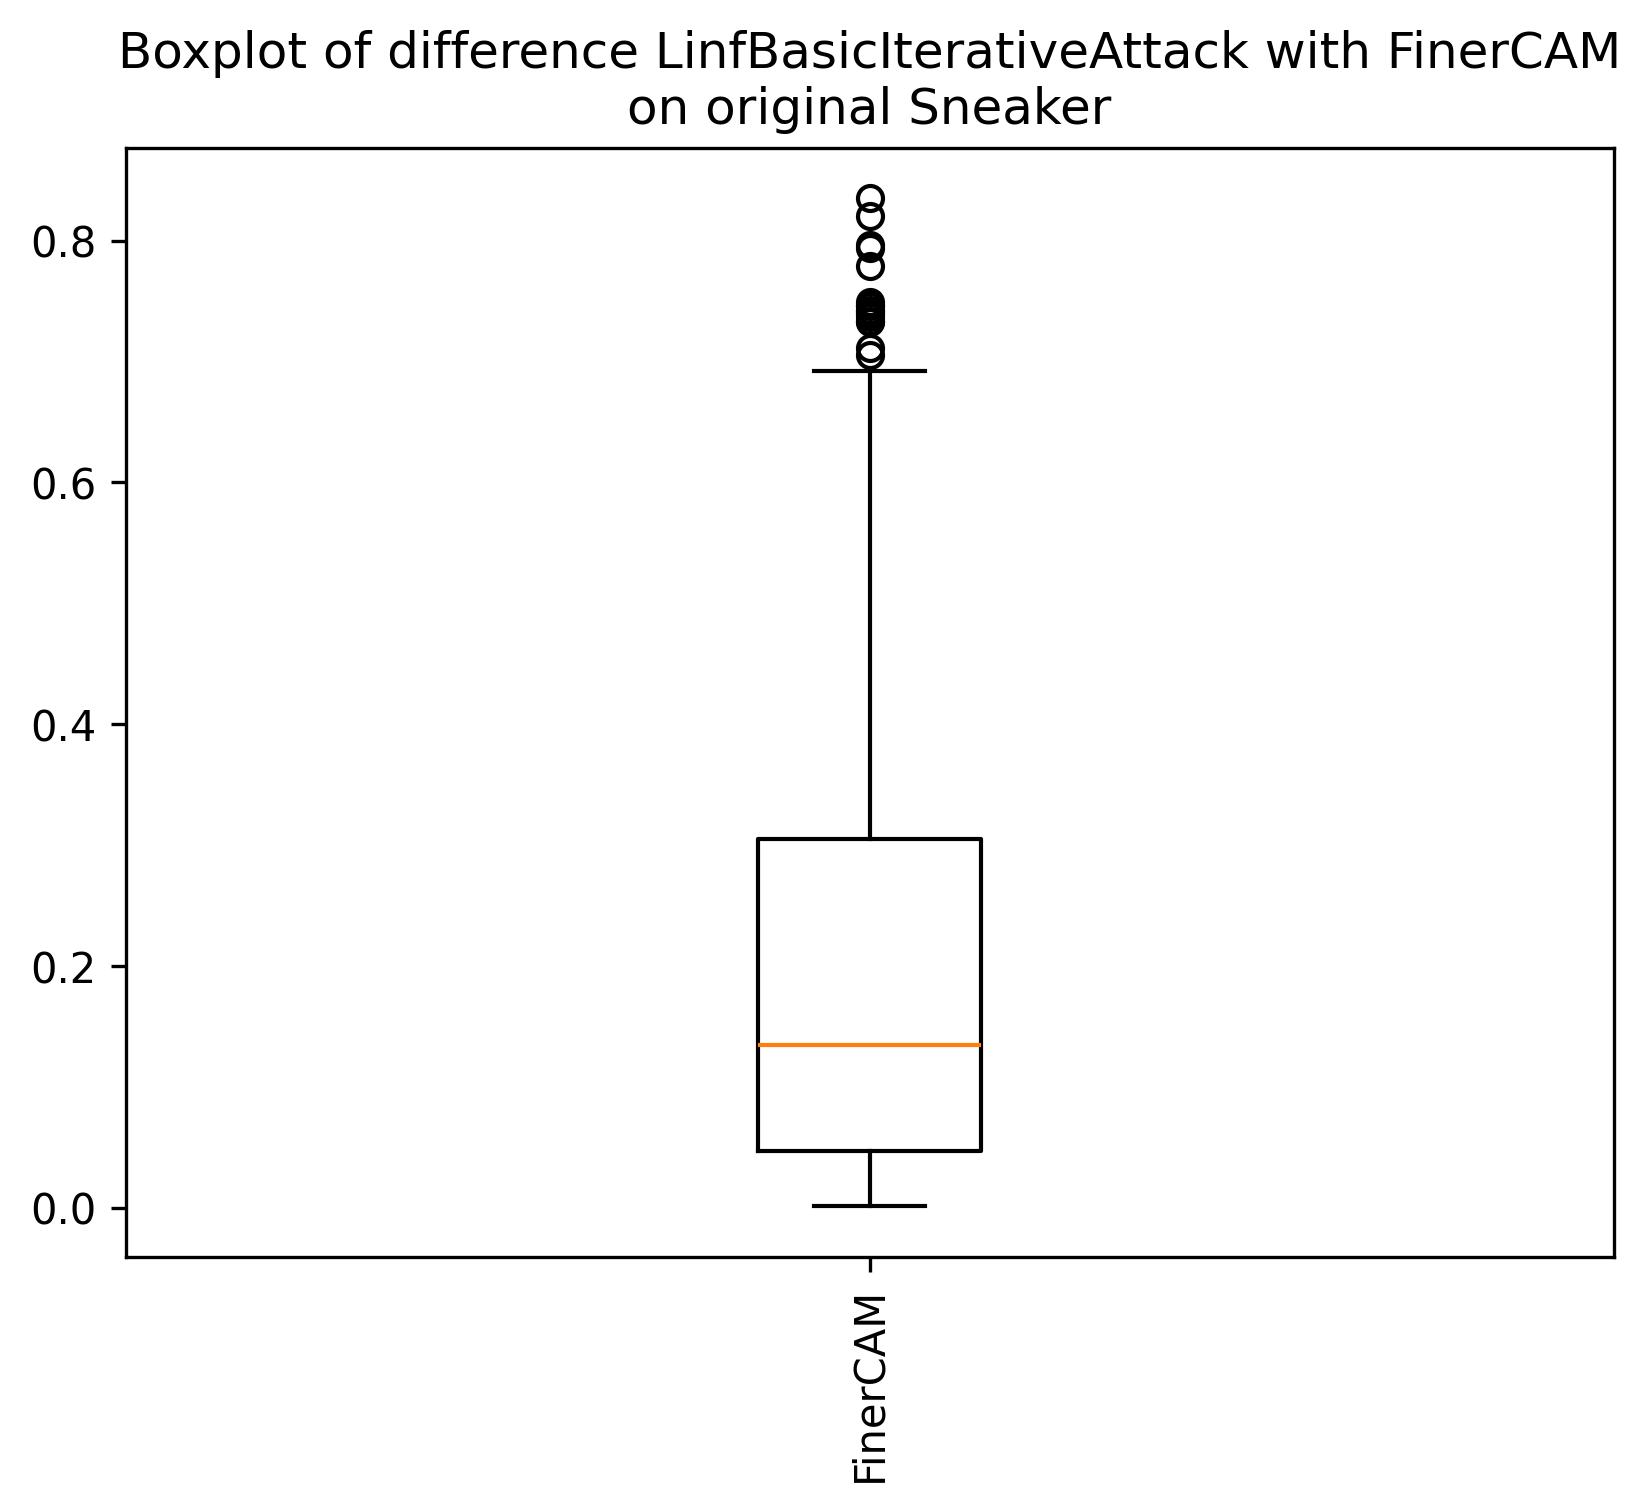 Boxplot of difference LinfBasicIterativeAttack with FinerCAM
on original Sneaker
0.8
0.6
0.4
0.2
0.0
FinerCAM